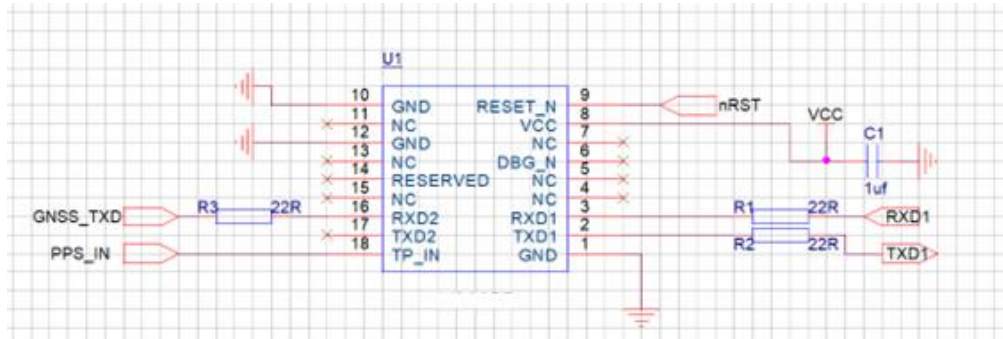 U1
10 GND RESET_N 9 nRST
11 NC VCC 8 VCC
12 GND NC 7 C1
13 NC DBG_N 6
14 RESERVED NC 5 1uf
15 NC NC 4
GNSS_TXD R3 22R 16 RXD2 RXD1 3 R1 22R RXD1
17 TXD2 TXD1 2 R2 22R TXD1
PPS_IN 18 TP_IN GND 1